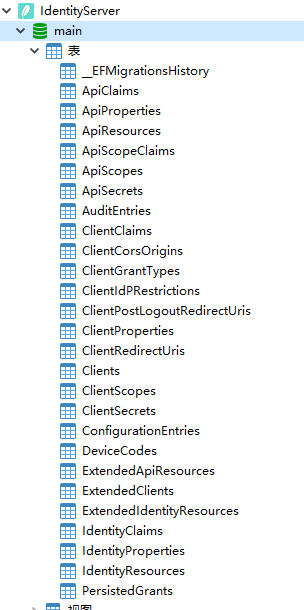 IdentityServer
main
表
__EFMigrationsHistory
ApiClaims
ApiProperties
ApiResources
ApiScopeClaims
ApiScopes
ApiSecrets
AuditEntries
ClientClaims
ClientCorsOrigins
ClientGrantTypes
ClientIdPRestrictions
ClientPostLogoutRedirectUris
ClientProperties
ClientRedirectUris
Clients
ClientScopes
ClientSecrets
ConfigurationEntries
DeviceCodes
ExtendedApiResources
ExtendedClients
ExtendedIdentityResources
IdentityClaims
IdentityProperties
IdentityResources
PersistedGrants